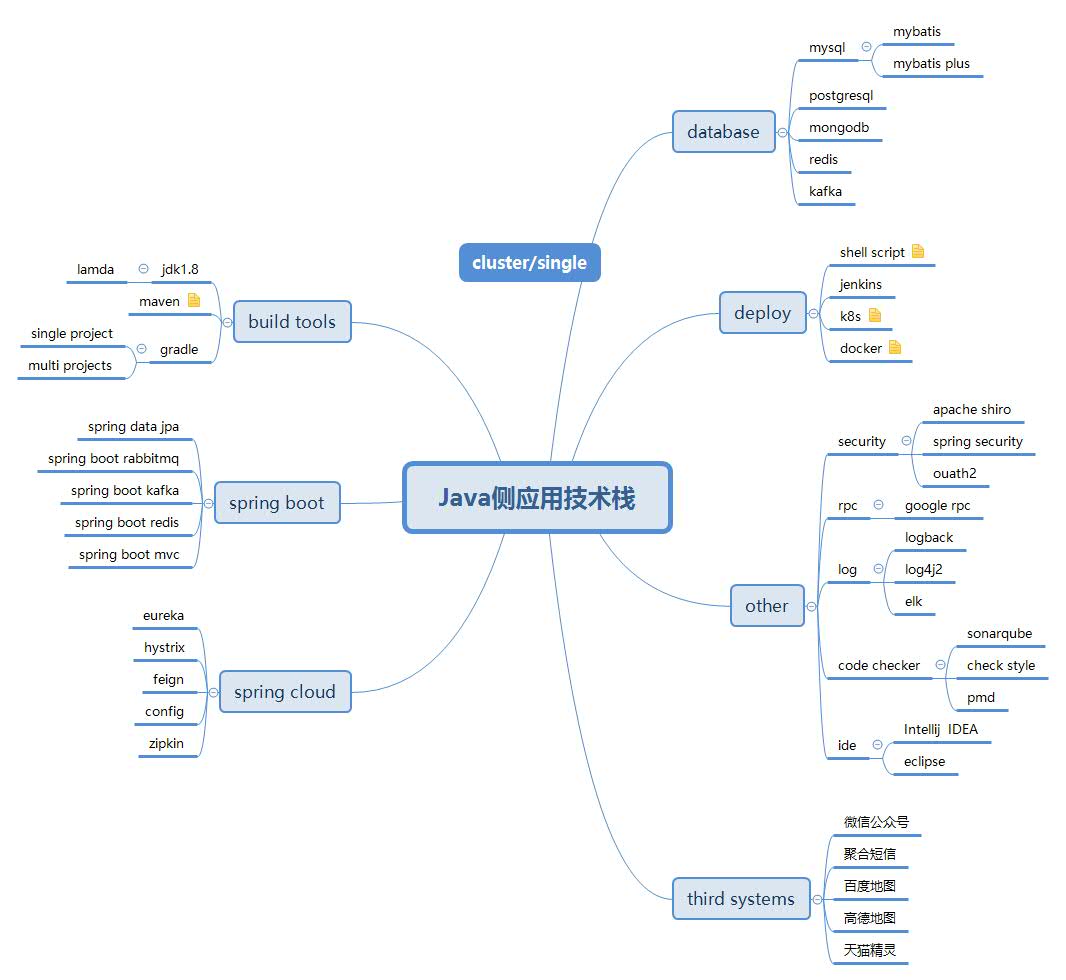 Java侧应用技术栈
cluster/single
database
mysql
mybatis
mybatis plus
postgresql
mongodb
redis
kafka
deploy
shell script
jenkins
k8s
docker
other
security
apache shiro
spring security
ouath2
rpc
google rpc
log
logback
log4j2
elk
code checker
sonarqube
check style
pmd
ide
Intellij  IDEA
eclipse
third systems
微信公众号
聚合短信
百度地图
高德地图
天猫精灵
build tools
jdk1.8
lamda
maven
gradle
single project
multi projects
spring boot
spring data jpa
spring boot rabbitmq
spring boot kafka
spring boot redis
spring boot mvc
spring cloud
eureka
hystrix
feign
config
zipkin